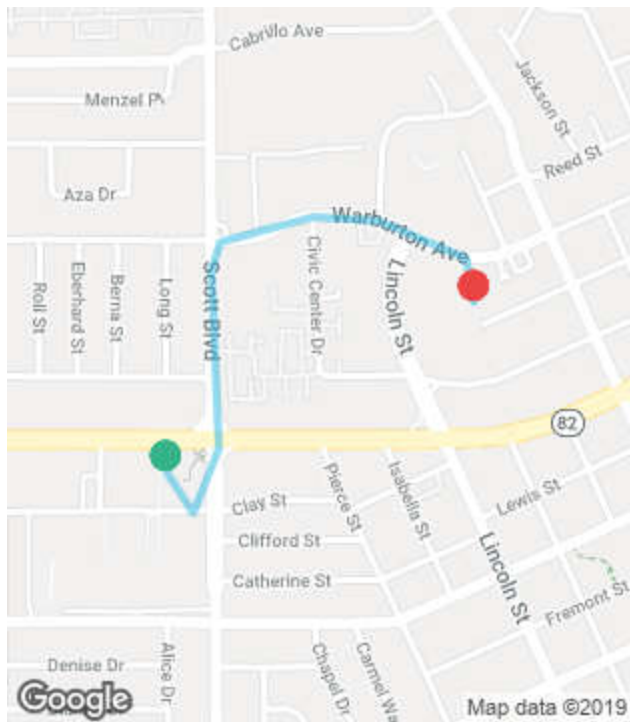 Cabrillo Ave
Menzel P
Jackson St
Reed St
Aza Dr
Warburton Ave
Civic Center Dr
Lincoln St
Scott Blvd
Roll St
Eberhard St
Berna St
Long St
82
Pierce St
Isabella St
Lewis St
Clay St
Clifford St
Catherine St
Lincoln St
Fremont St
Denise Dr
Alice Dr
Chapel Dr
Carmel Wa
Google
Map data ©2019